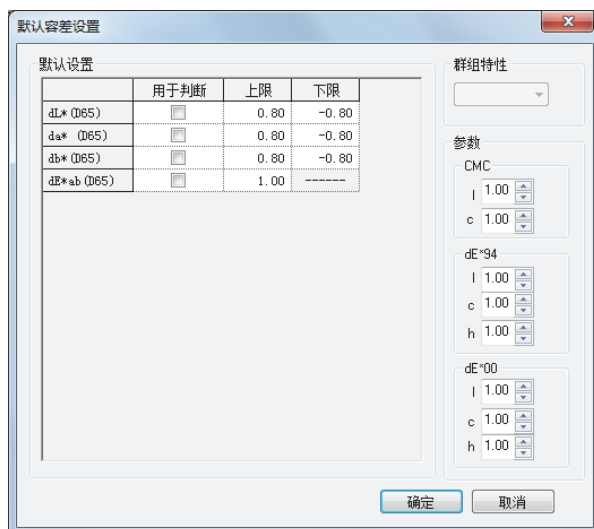 默认容差设置
默认设置
用于判断 上限 下限
dL*(D65) 0.80 -0.80
da* (D65) 0.80 -0.80
db*(D65) 0.80 -0.80
dE*ab(D65) 1.00 ------
群组特性
参数
CMC
l 1.00
c 1.00
dE*94
l 1.00
c 1.00
h 1.00
dE*00
l 1.00
c 1.00
h 1.00
确定 取消